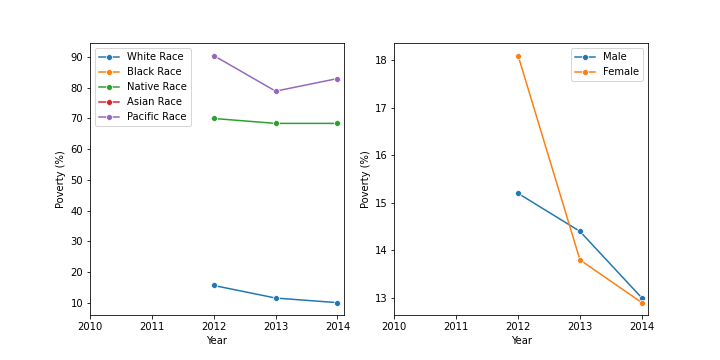 White Race
Black Race
Native Race
Asian Race
Pacific Race
Poverty (%)
90
80
70
60
50
40
30
20
10
2010 2011 2012 2013 2014
Year
Male
Female
Poverty (%)
18
17
16
15
14
13
2010 2011 2012 2013 2014
Year